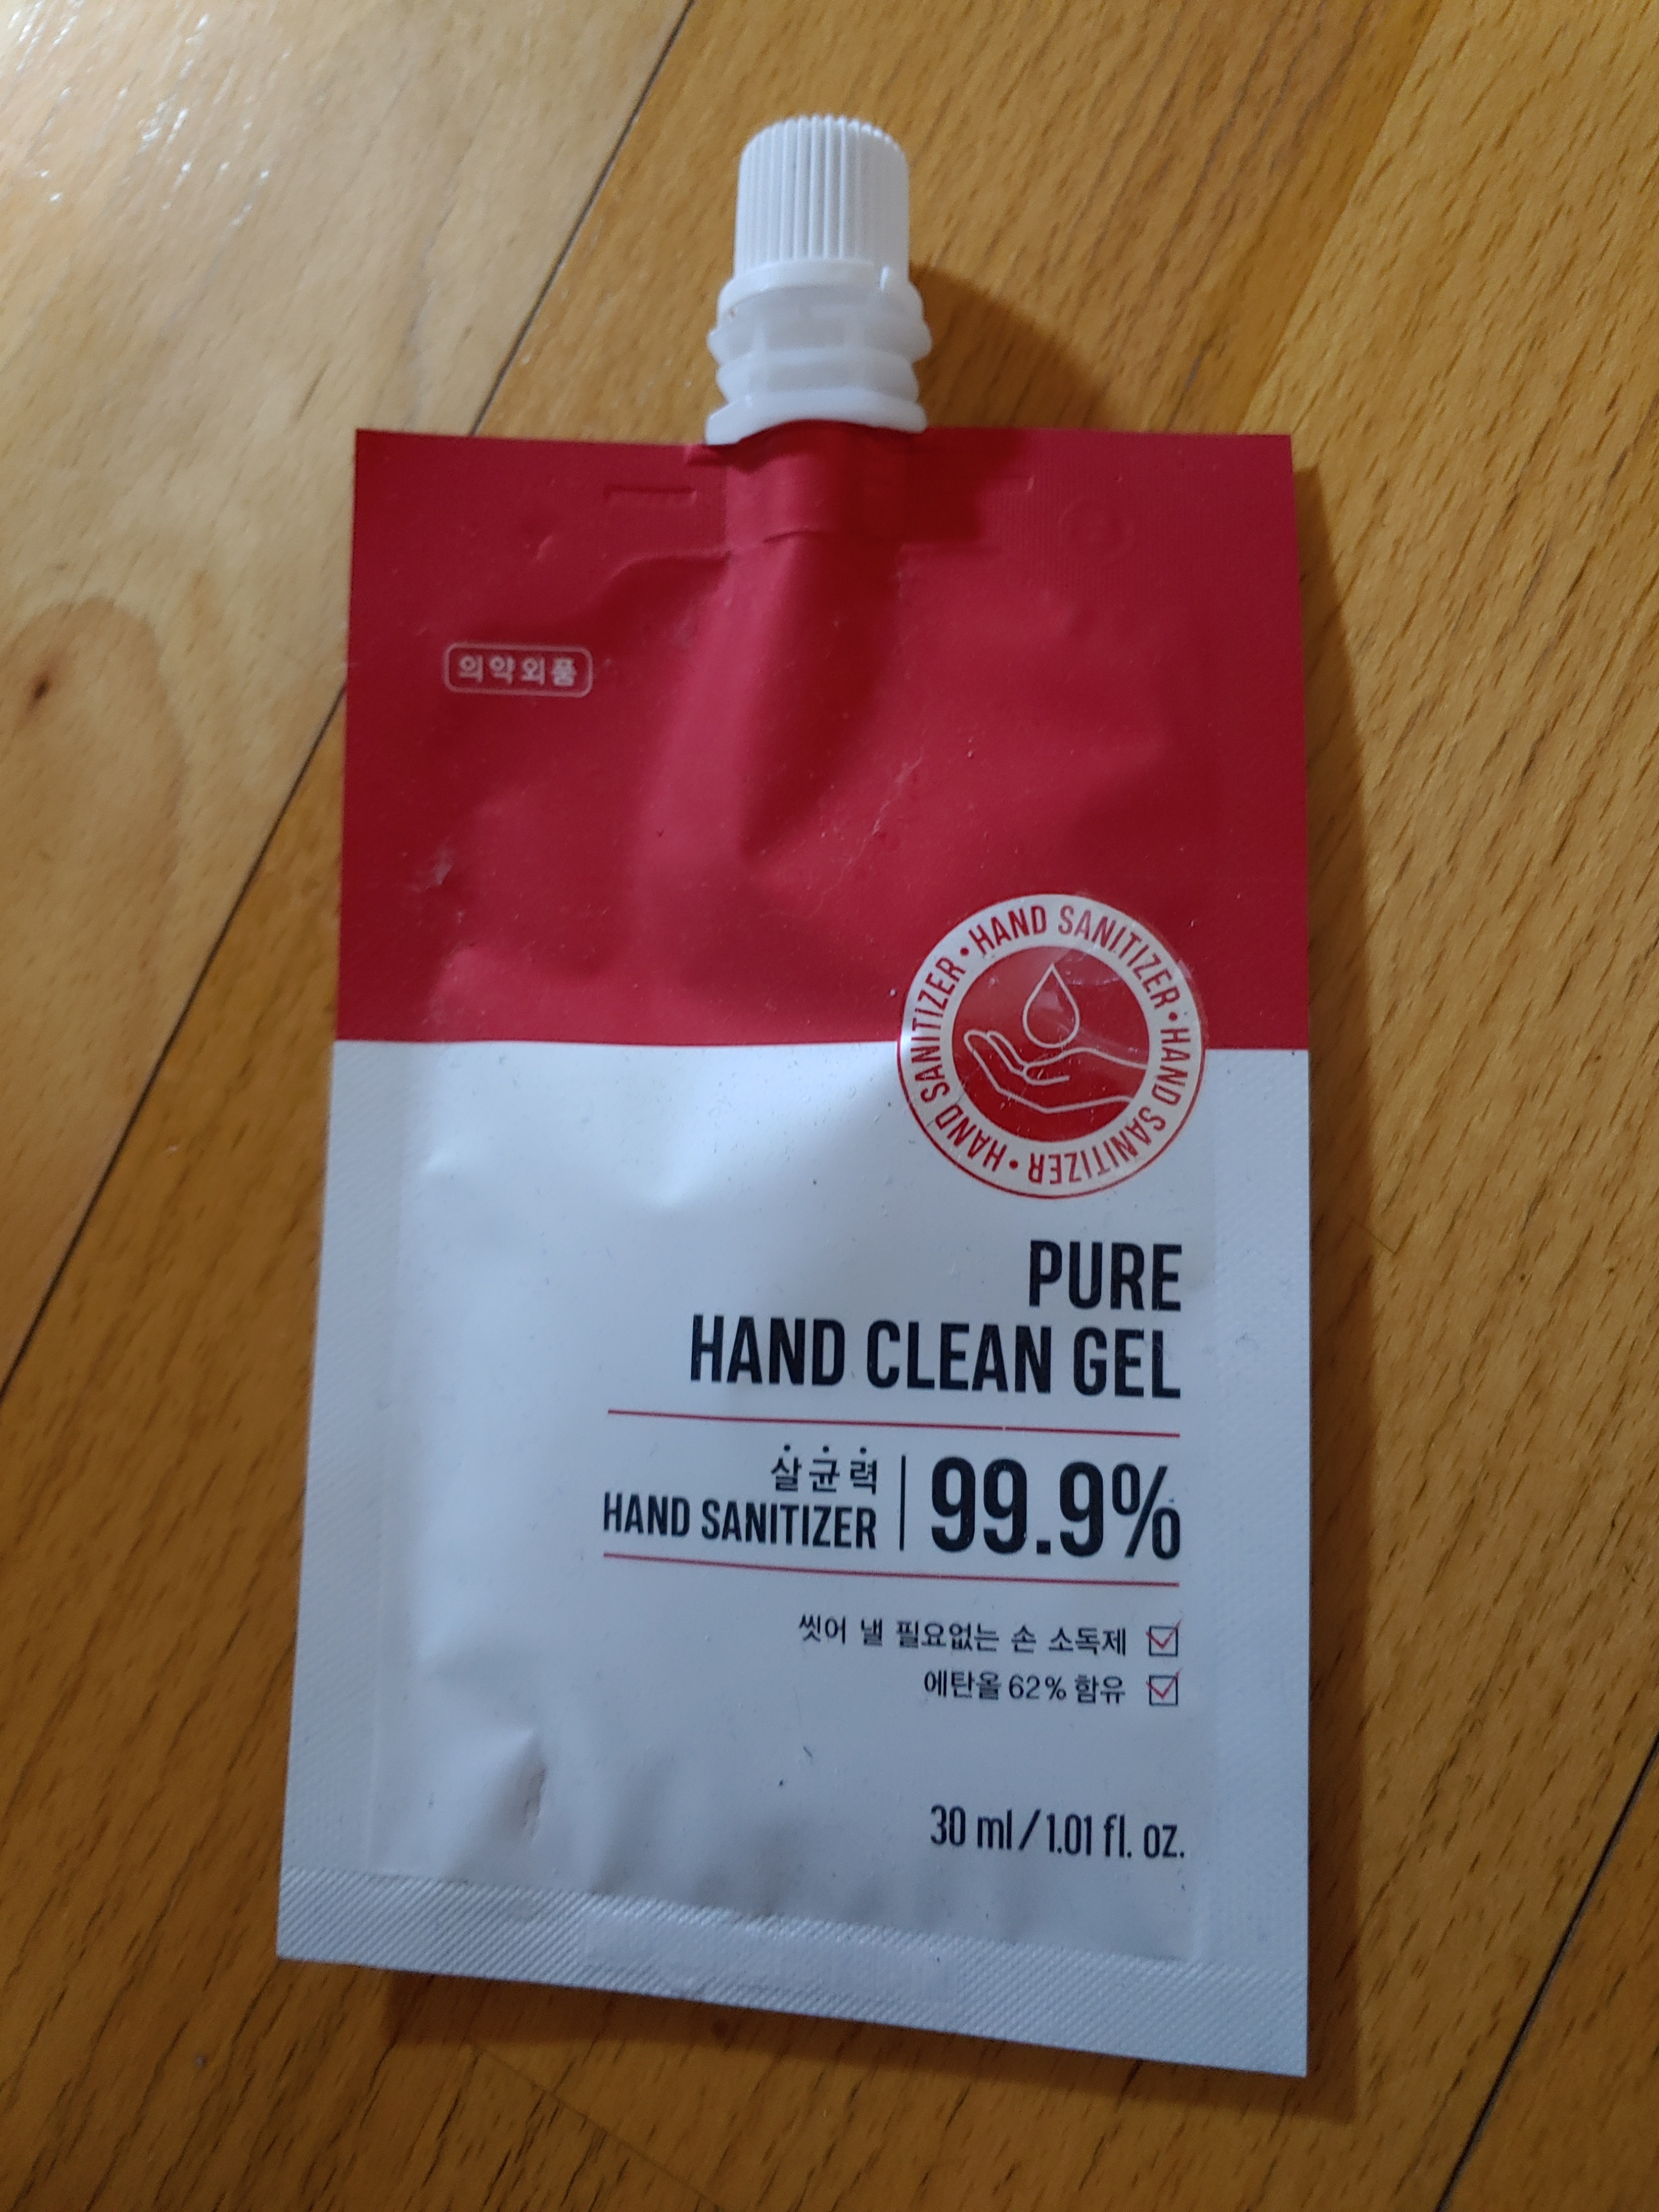 의약외품
HAND SANITIZER • HAND SANITIZER • HAND SANITIZER •
PURE
HAND CLEAN GEL
살균력
HAND SANITIZER
99.9%
씻어 낼 필요없는 손 소독제
에탄올 62% 함유
30 ml / 1.01 fl. oz.